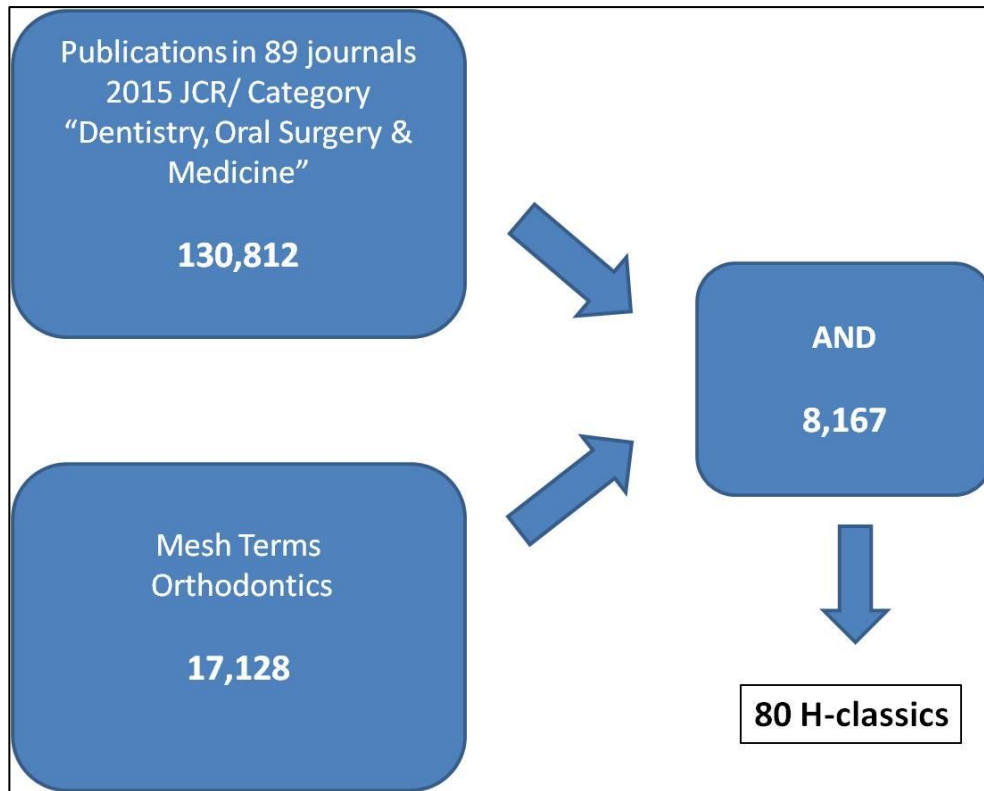 Publications in 89 journals
2015 JCR/ Category
“Dentistry, Oral Surgery &
Medicine”
130,812
Mesh Terms
Orthodontics
17,128
AND
8,167
80 H-classics